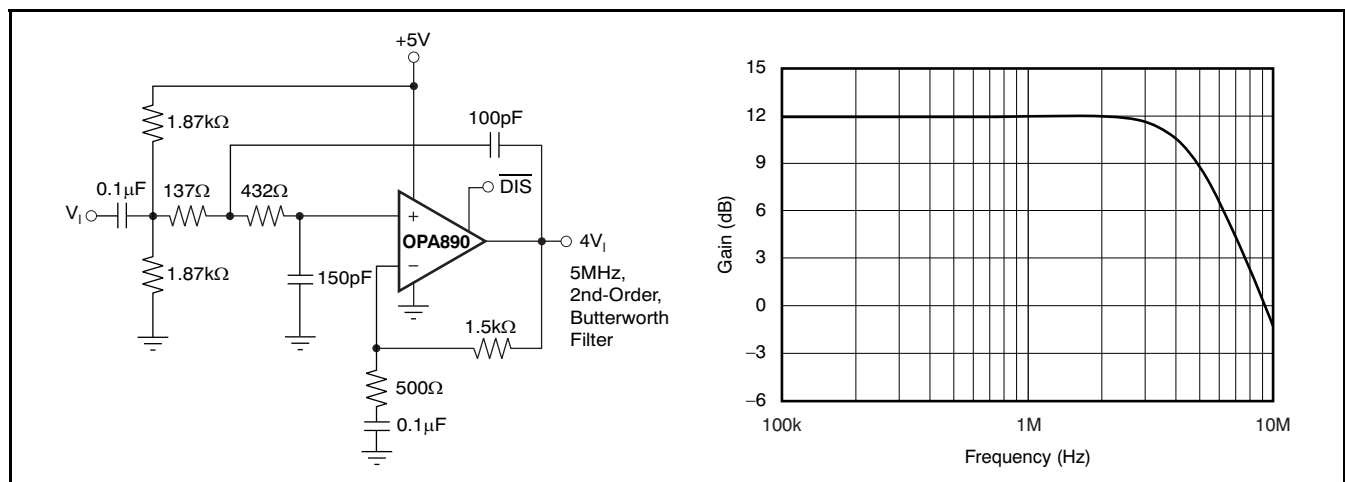 +5V
1.87kΩ
100pF
DIS
0.1μF
137Ω
432Ω
VI
+
OPA890
−
4VI
1.87kΩ
150pF
5MHz,
2nd-Order,
Butterworth
Filter
1.5kΩ
500Ω
0.1μF
15
12
9
6
3
0
−3
−6
Gain (dB)
100k
1M
10M
Frequency (Hz)